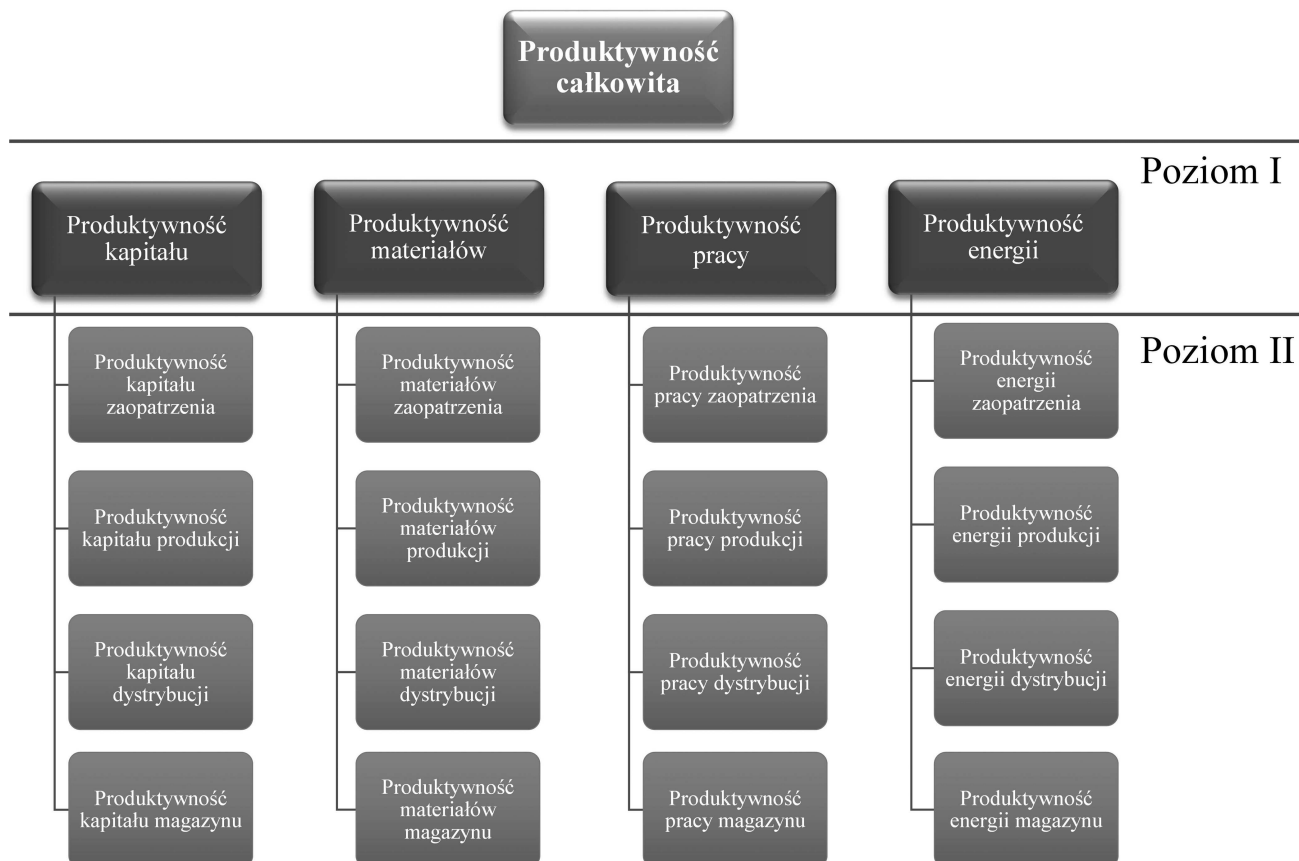 Produktywność
całkowita
Poziom I
Produktywność
kapitału
Produktywność
materiałów
Produktywność
pracy
Produktywność
energii
Poziom II
Produktywność
kapitału
zaopatrzenia
Produktywność
materiałów
zaopatrzenia
Produktywność
pracy zaopatrzenia
Produktywność
energii
zaopatrzenia
Produktywność
kapitału produkcji
Produktywność
materiałów
produkcji
Produktywność
pracy produkcji
Produktywność
energii produkcji
Produktywność
kapitału
dystrybucji
Produktywność
materiałów
dystrybucji
Produktywność
pracy dystrybucji
Produktywność
energii dystrybucji
Produktywność
kapitału magazynu
Produktywność
materiałów
magazynu
Produktywność
pracy magazynu
Produktywność
energii magazynu